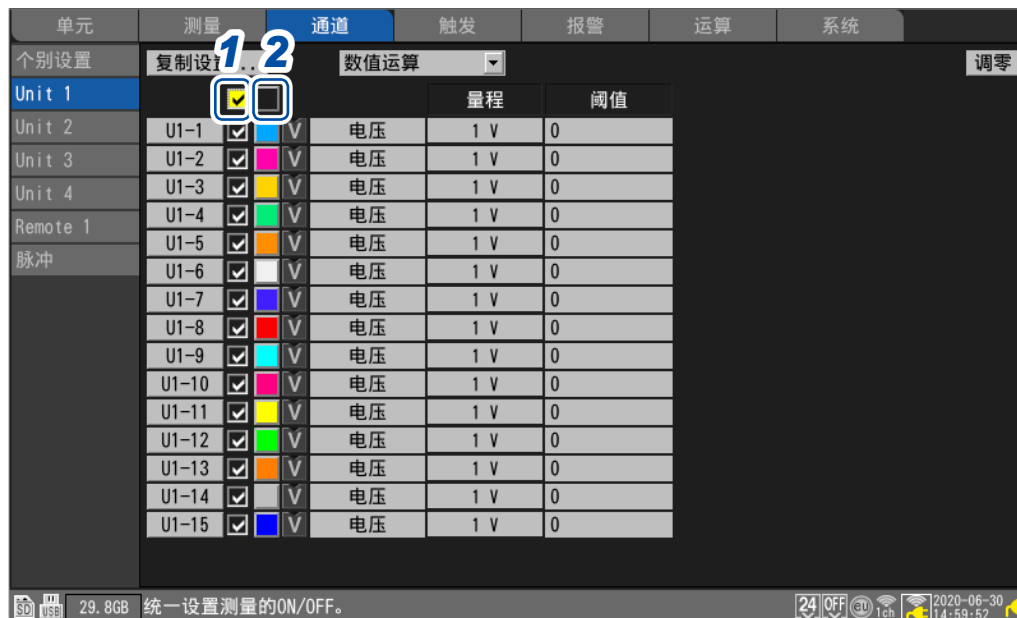 单元 测量 通道 触发 报警 运算 系统
个别设置
Unit 1
Unit 2
Unit 3
Unit 4
Remote 1
脉冲
1 2
数值运算 调零
量程 阈值
U1-1 V 电压 1 V 0
U1-2 V 电压 1 V 0
U1-3 V 电压 1 V 0
U1-4 V 电压 1 V 0
U1-5 V 电压 1 V 0
U1-6 V 电压 1 V 0
U1-7 V 电压 1 V 0
U1-8 V 电压 1 V 0
U1-9 V 电压 1 V 0
U1-10 V 电压 1 V 0
U1-11 V 电压 1 V 0
U1-12 V 电压 1 V 0
U1-13 V 电压 1 V 0
U1-14 V 电压 1 V 0
U1-15 V 电压 1 V 0
SD USB 29.8GB 统一设置测量的ON/OFF。 24 OFF eu 1ch 2020-06-30
14:59:52